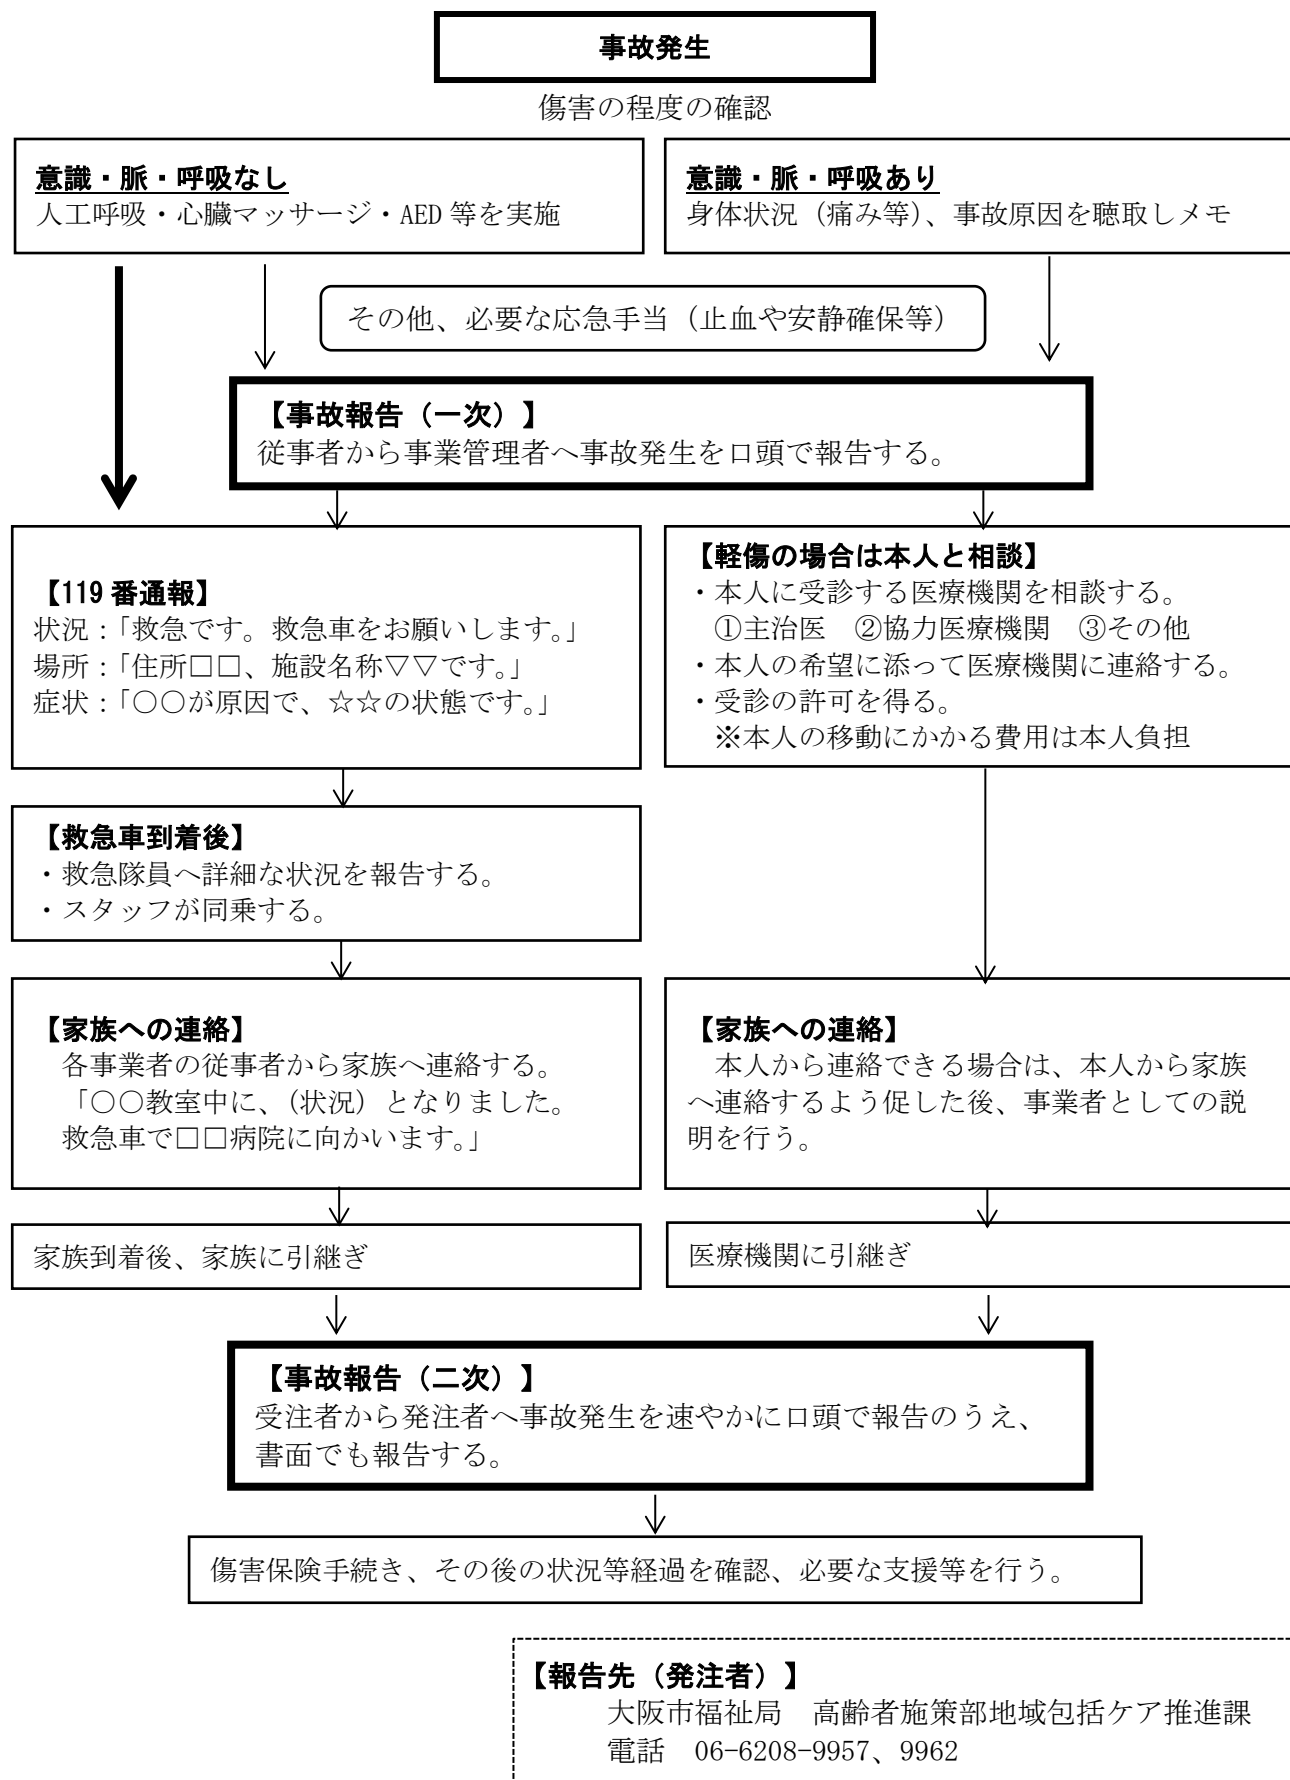 事故発生
傷害の程度の確認
意識・脈・呼吸なし
人工呼吸・心臓マッサージ・AED 等を実施
意識・脈・呼吸あり
身体状況（痛み等）、事故原因を聴取しメモ
その他、必要な応急手当（止血や安静確保等）
【事故報告（一次）】
従事者から事業管理者へ事故発生を口頭で報告する。
【119 番通報】
状況：「救急です。救急車をお願いします。」
場所：「住所□□、施設名称▽▽です。」
症状：「○○が原因で、☆☆の状態です。」
【軽傷の場合は本人と相談】
・本人に受診する医療機関を相談する。
①主治医　②協力医療機関　③その他
・本人の希望に添って医療機関に連絡する。
・受診の許可を得る。
※本人の移動にかかる費用は本人負担
【救急車到着後】
・救急隊員へ詳細な状況を報告する。
・スタッフが同乗する。
【家族への連絡】
各事業者の従事者から家族へ連絡する。
「○○教室中に、（状況）となりました。
救急車で□□病院に向かいます。」
【家族への連絡】
本人から連絡できる場合は、本人から家族
へ連絡するよう促した後、事業者としての説
明を行う。
家族到着後、家族に引継ぎ
医療機関に引継ぎ
【事故報告（二次）】
受注者から発注者へ事故発生を速やかに口頭で報告のうえ、
書面でも報告する。
傷害保険手続き、その後の状況等経過を確認、必要な支援等を行う。
【報告先（発注者）】
大阪市福祉局　高齢者施策部地域包括ケア推進課
電話　06-6208-9957、9962